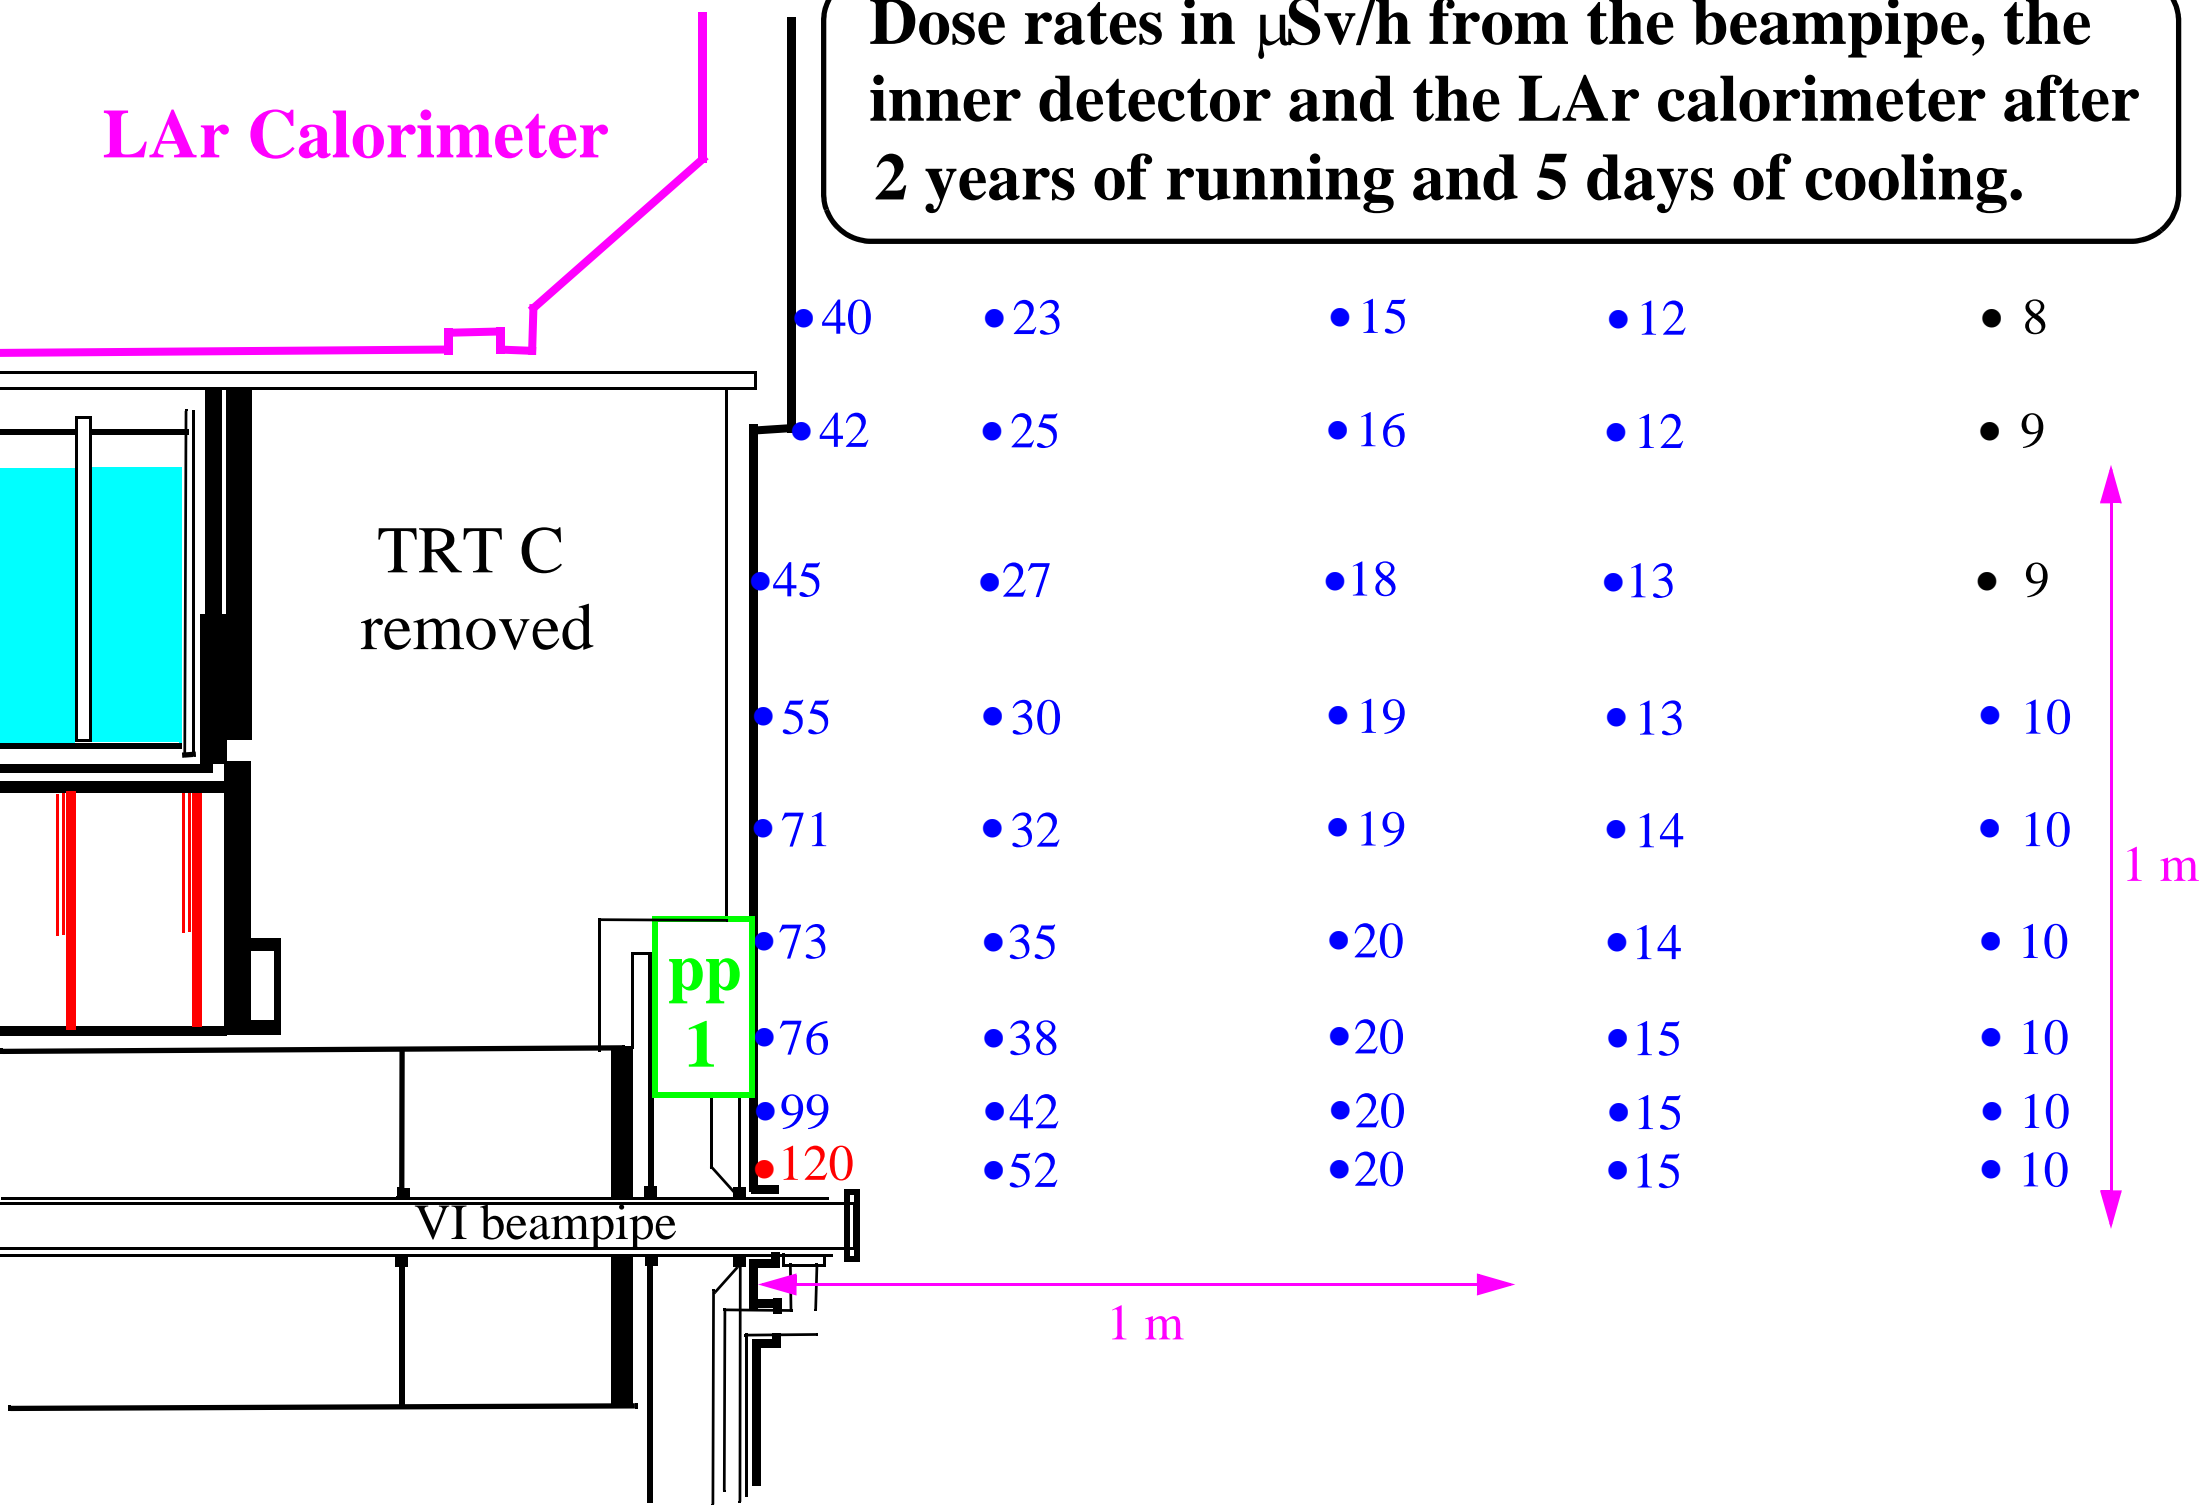 Dose rates in μSv/h from the beampipe, the
inner detector and the LAr calorimeter after
2 years of running and 5 days of cooling.
LAr Calorimeter
40 23 15 12 8
42 25 16 12 9
TRT C
removed
45 27 18 13 9
55 30 19 13 10
71 32 19 14 10
1 m
73 35 20 14 10
pp
1
76 38 20 15 10
99 42 20 15 10
120 52 20 15 10
VI beampipe
1 m